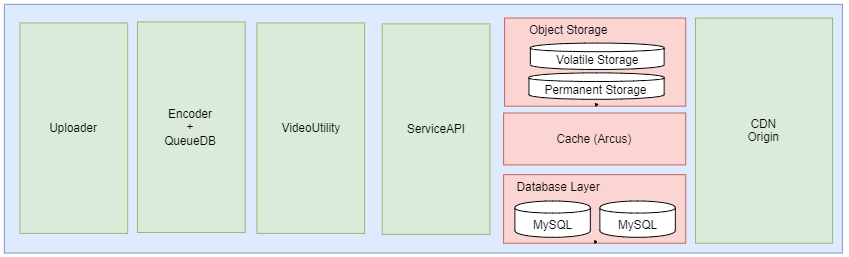 Uploader
Encoder
+
QueueDB
VideoUtility
ServiceAPI
Object Storage
Volatile Storage
Permanent Storage
Cache (Arcus)
Database Layer
MySQL
MySQL
CDN
Origin